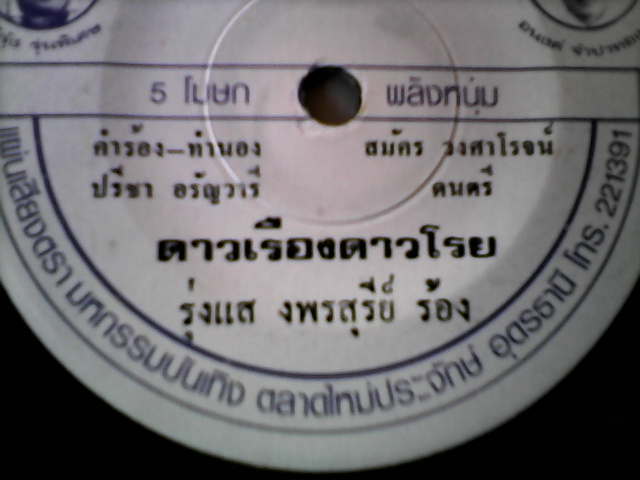 5 โมษก พลังหนุ่ม
คำร้อง–ทำนอง สมัคร วงศาโรจน์
ปรีชา อรัญวารี ดนตรี
ดาวเรืองดาวโรย
รุ่งแส งพรสุรีย์ ร้อง
แผ่นเสียงตรา มหกรรมบันเทิง ตลาดใหม่ประจักษ์ อุดรธานี โทร. 221391